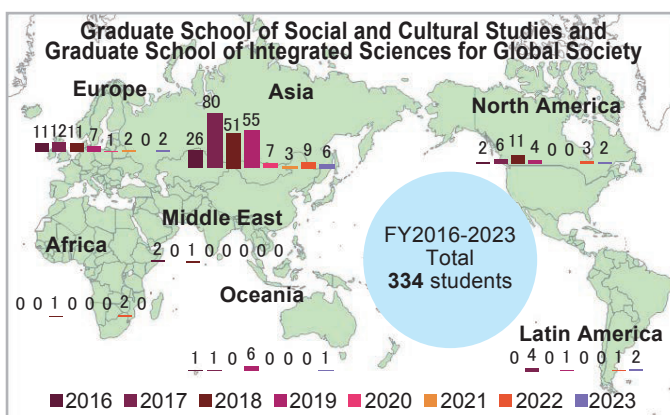 Graduate School of Social and Cultural Studies and
Graduate School of Integrated Sciences for Global Society
Europe
11 12 11 7 1 2 0 2
Asia
26 80 51 55 7 3 9 6
North America
2 6 11 4 0 0 3 2
Middle East
2 0 1 0 0 0 0 0
Africa
0 0 1 0 0 0 2 0
FY2016-2023
Total
334 students
Oceania
1 1 0 6 0 0 0 1
Latin America
0 4 0 1 0 0 1 2
2016 2017 2018 2019 2020 2021 2022 2023